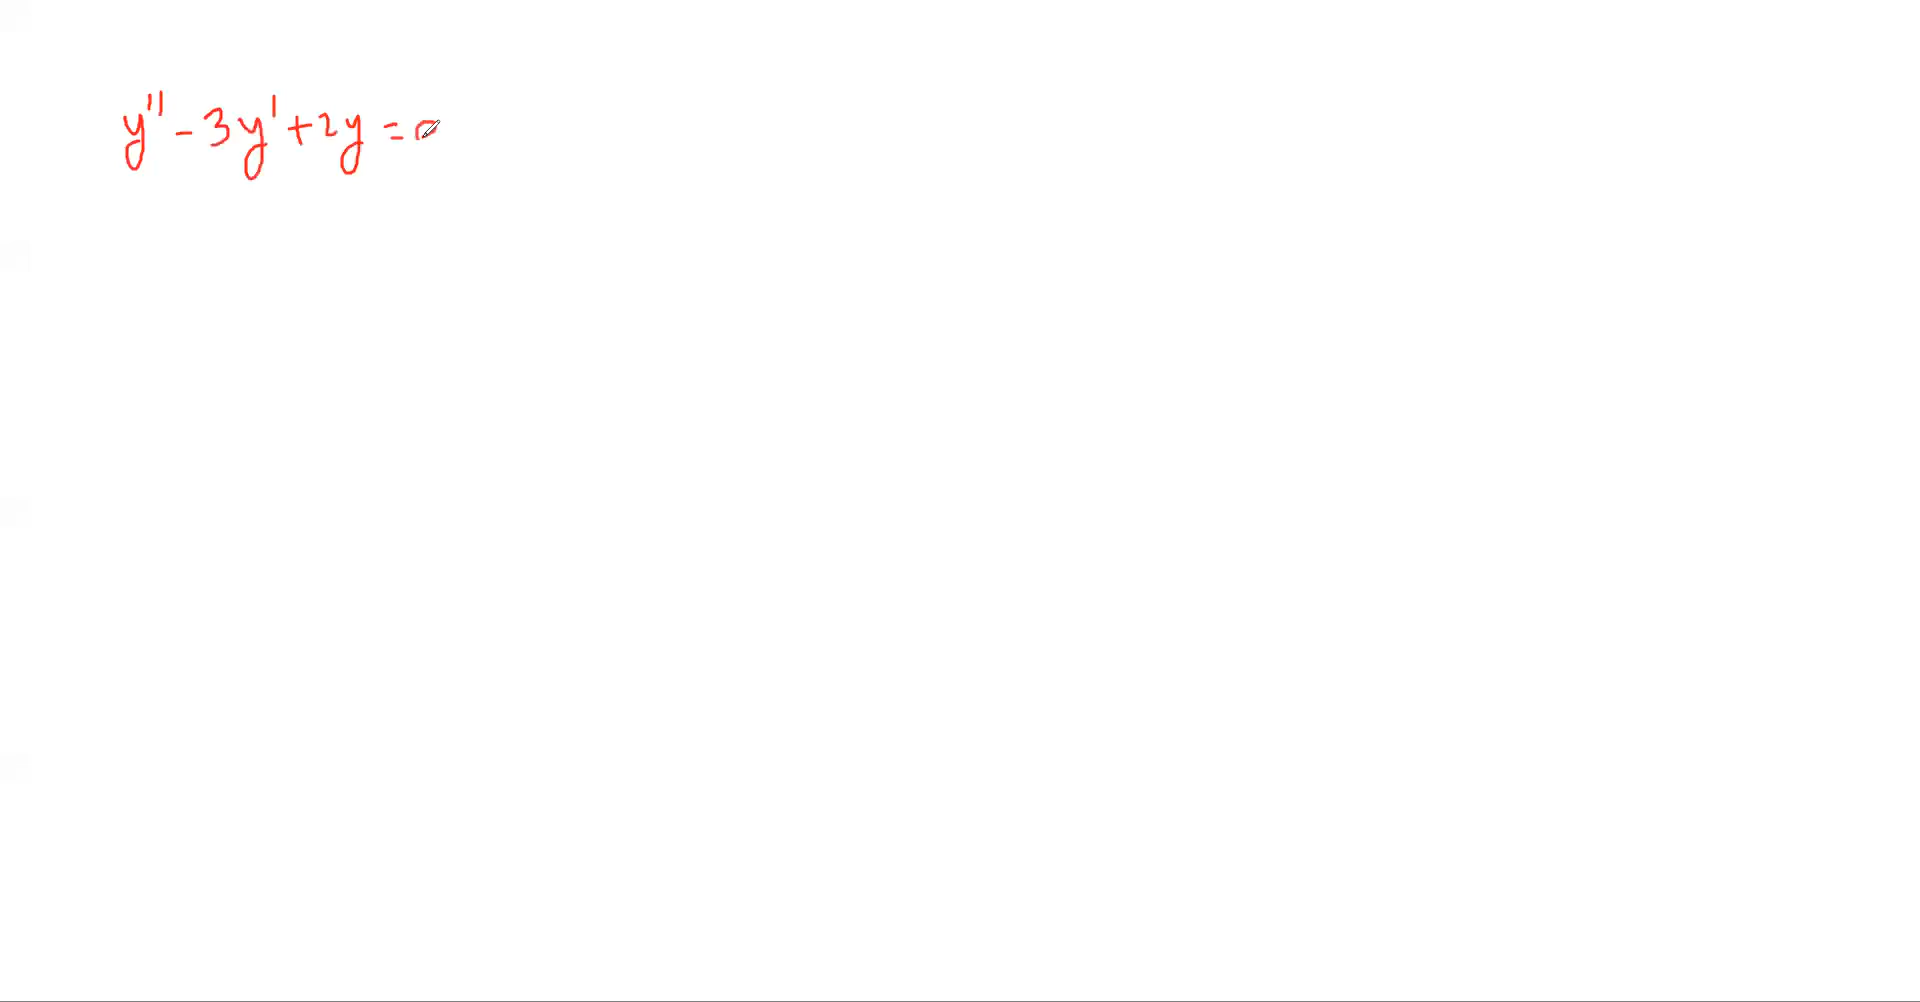 y'' - 3y' + 2y = 0